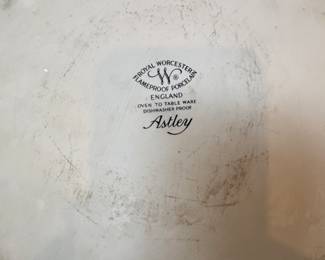 ROYAL WORCESTER
W ®
FLAMEPROOF PORCELAIN
ENGLAND
OVEN TO TABLE WARE
DISHWASHER PROOF
Astley